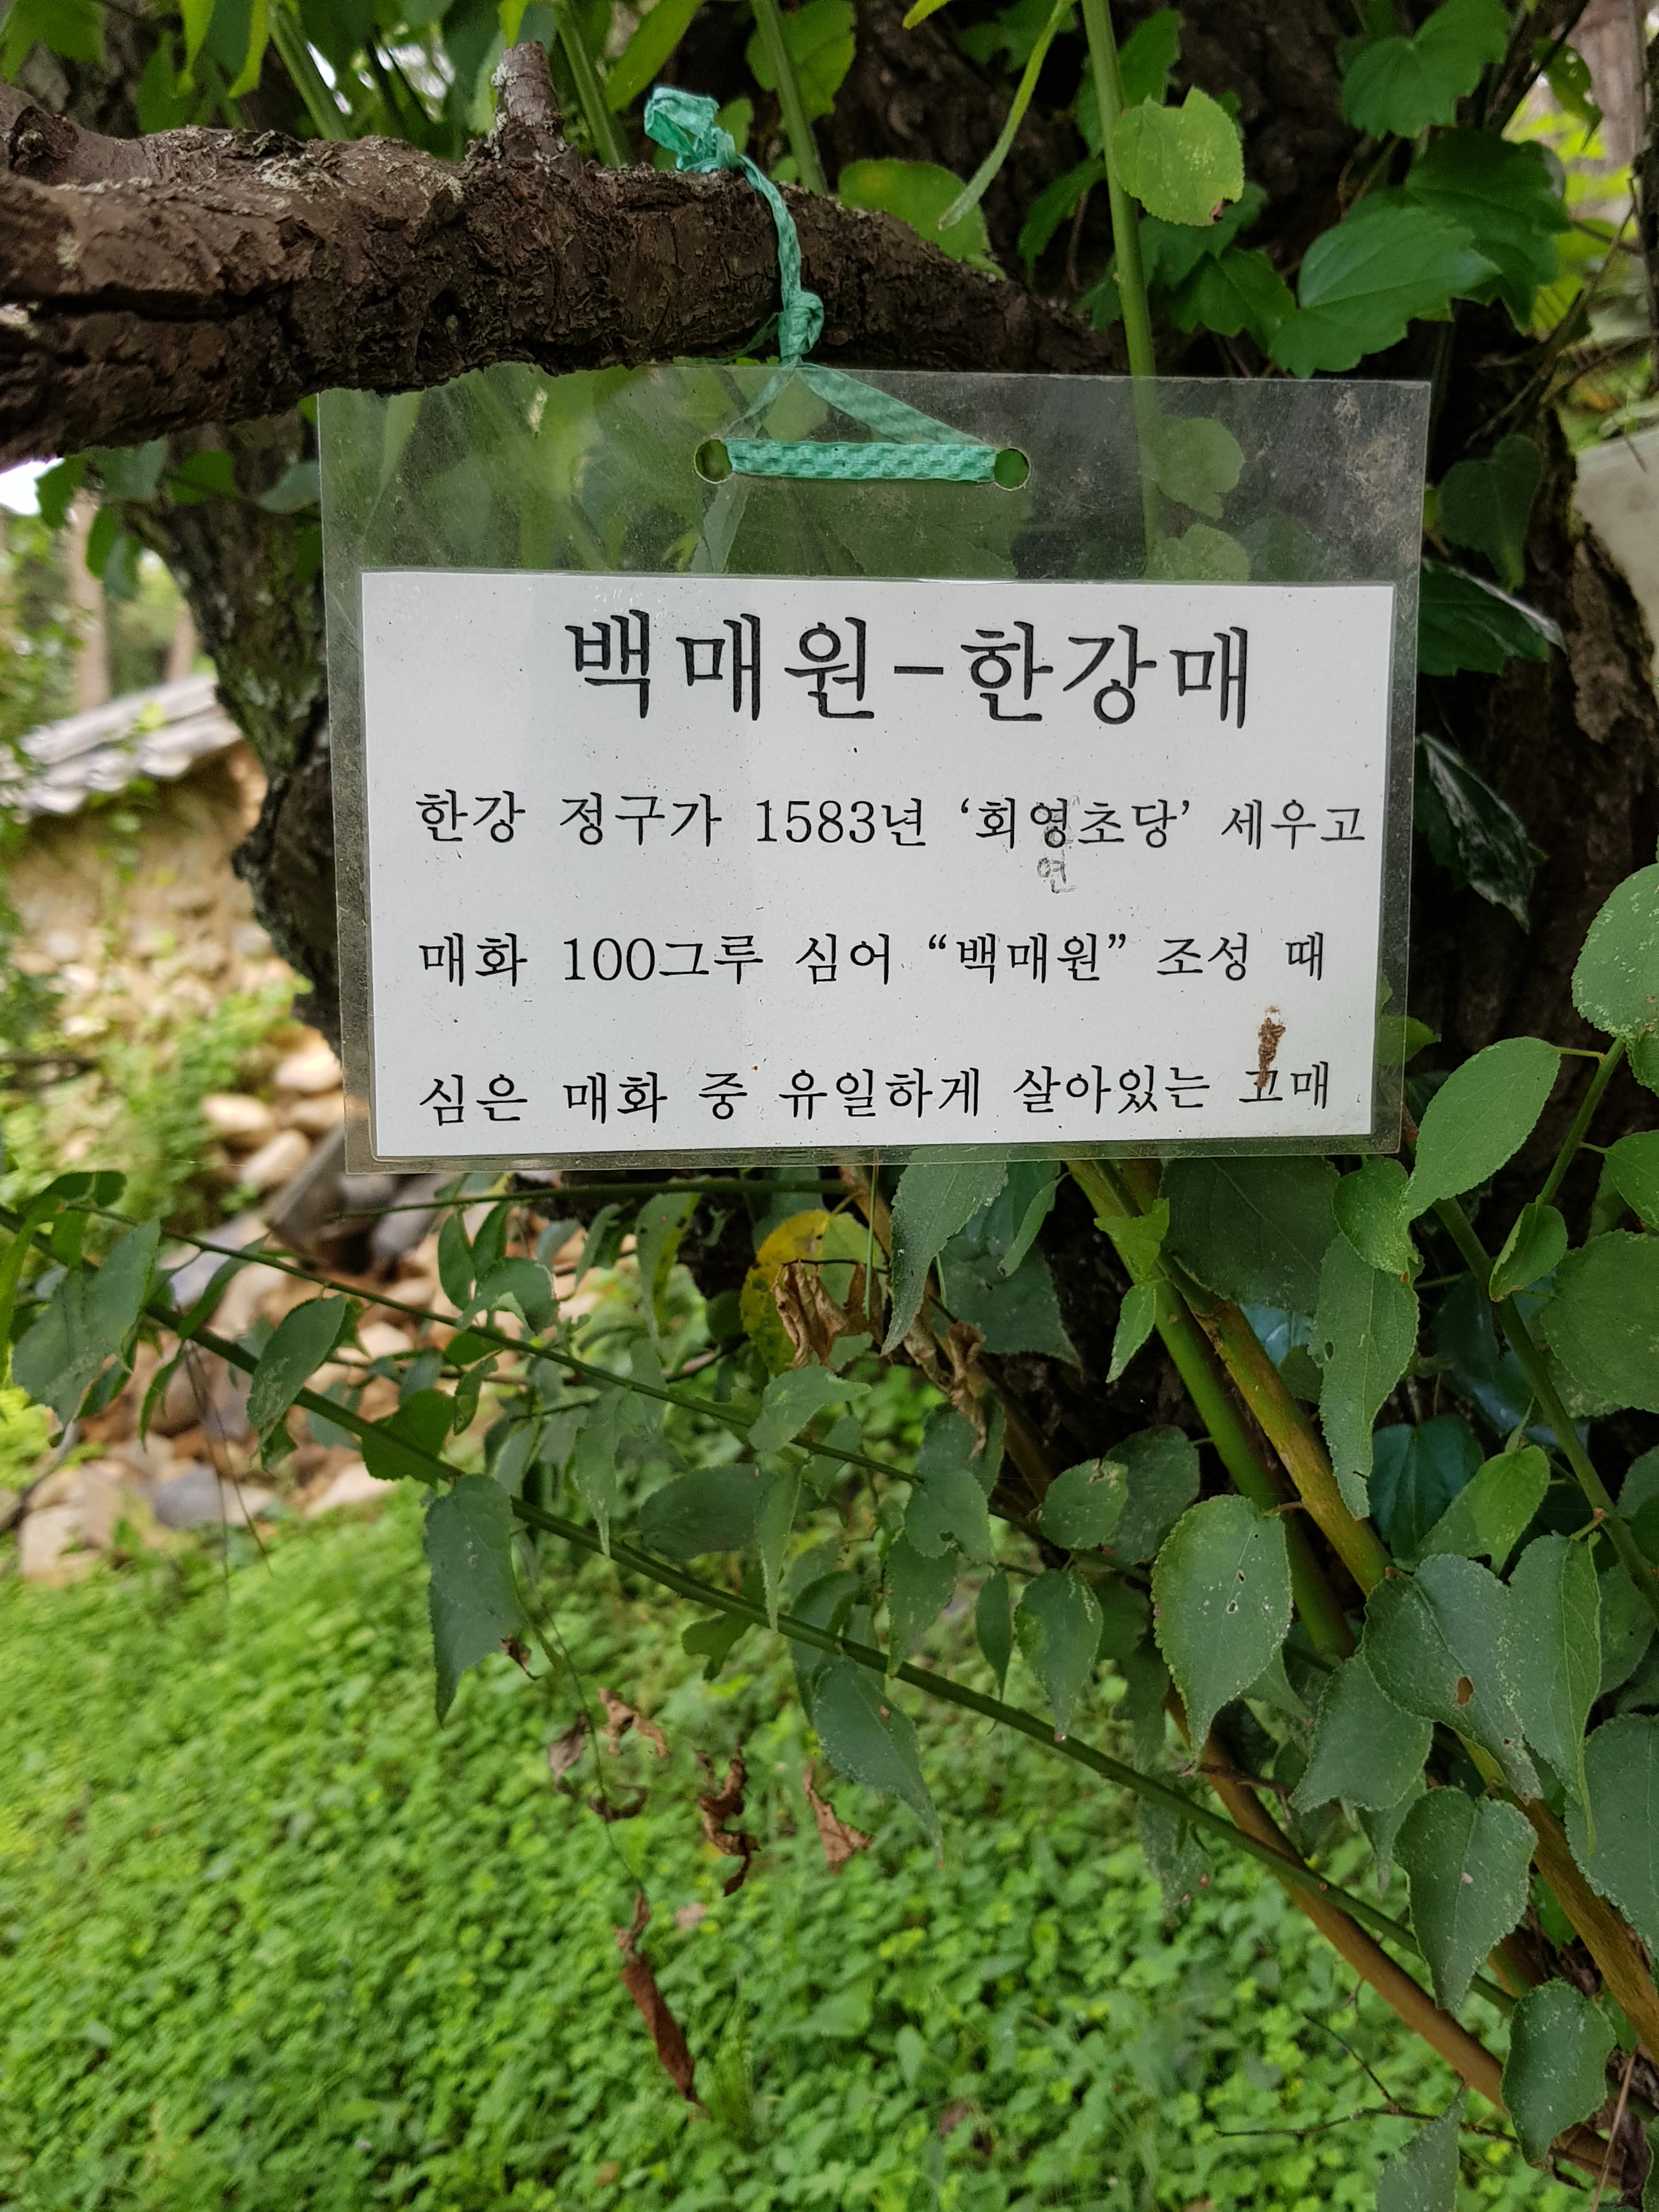 백매원-한강매
한강 정구가 1583년 ‘회영초당’ 세우고
연
매화 100그루 심어 “백매원” 조성 때
심은 매화 중 유일하게 살아있는 고매